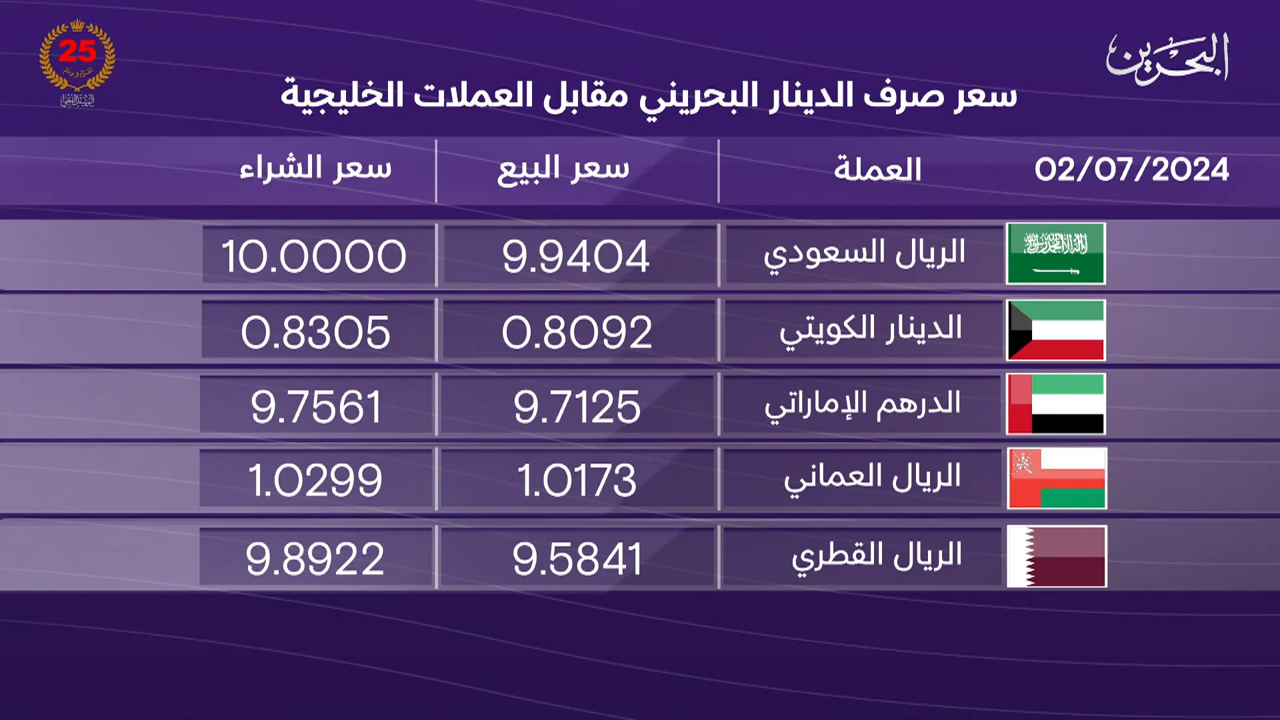 البحرين
25
سعر صرف الدينار البحريني مقابل العملات الخليجية
02/07/2024 العملة سعر البيع سعر الشراء
الريال السعودي 9.9404 10.0000
الدينار الكويتي 0.8092 0.8305
الدرهم الإماراتي 9.7125 9.7561
الريال العماني 1.0173 1.0299
الريال القطري 9.5841 9.8922